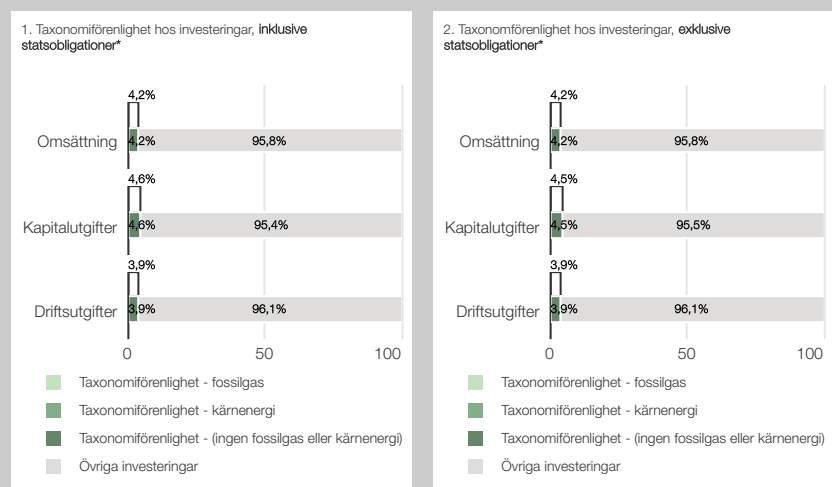 1. Taxonomiförenlighet hos investeringar, inklusive
statsobligationer*
4,2%
Omsättning
4,2%
95,8%
4,6%
Kapitalutgifter
4,6%
95,4%
3,9%
Driftsutgifter
3,9%
96,1%
0
50
100
Taxonomiförenlighet - fossilgas
Taxonomiförenlighet - kärnenergi
Taxonomiförenlighet - (ingen fossilgas eller kärnenergi)
Övriga investeringar
2. Taxonomförenlighet hos investeringar, exklusive
statsobligationer*
4,2%
Omsättning
4,2%
95,8%
4,5%
Kapitalutgifter
4,5%
95,5%
3,9%
Driftsutgifter
3,9%
96,1%
0
50
100
Taxonomiförenlighet - fossilgas
Taxonomiförenlighet - kärnenergi
Taxonomiförenlighet - (ingen fossilgas eller kärnenergi)
Övriga investeringar